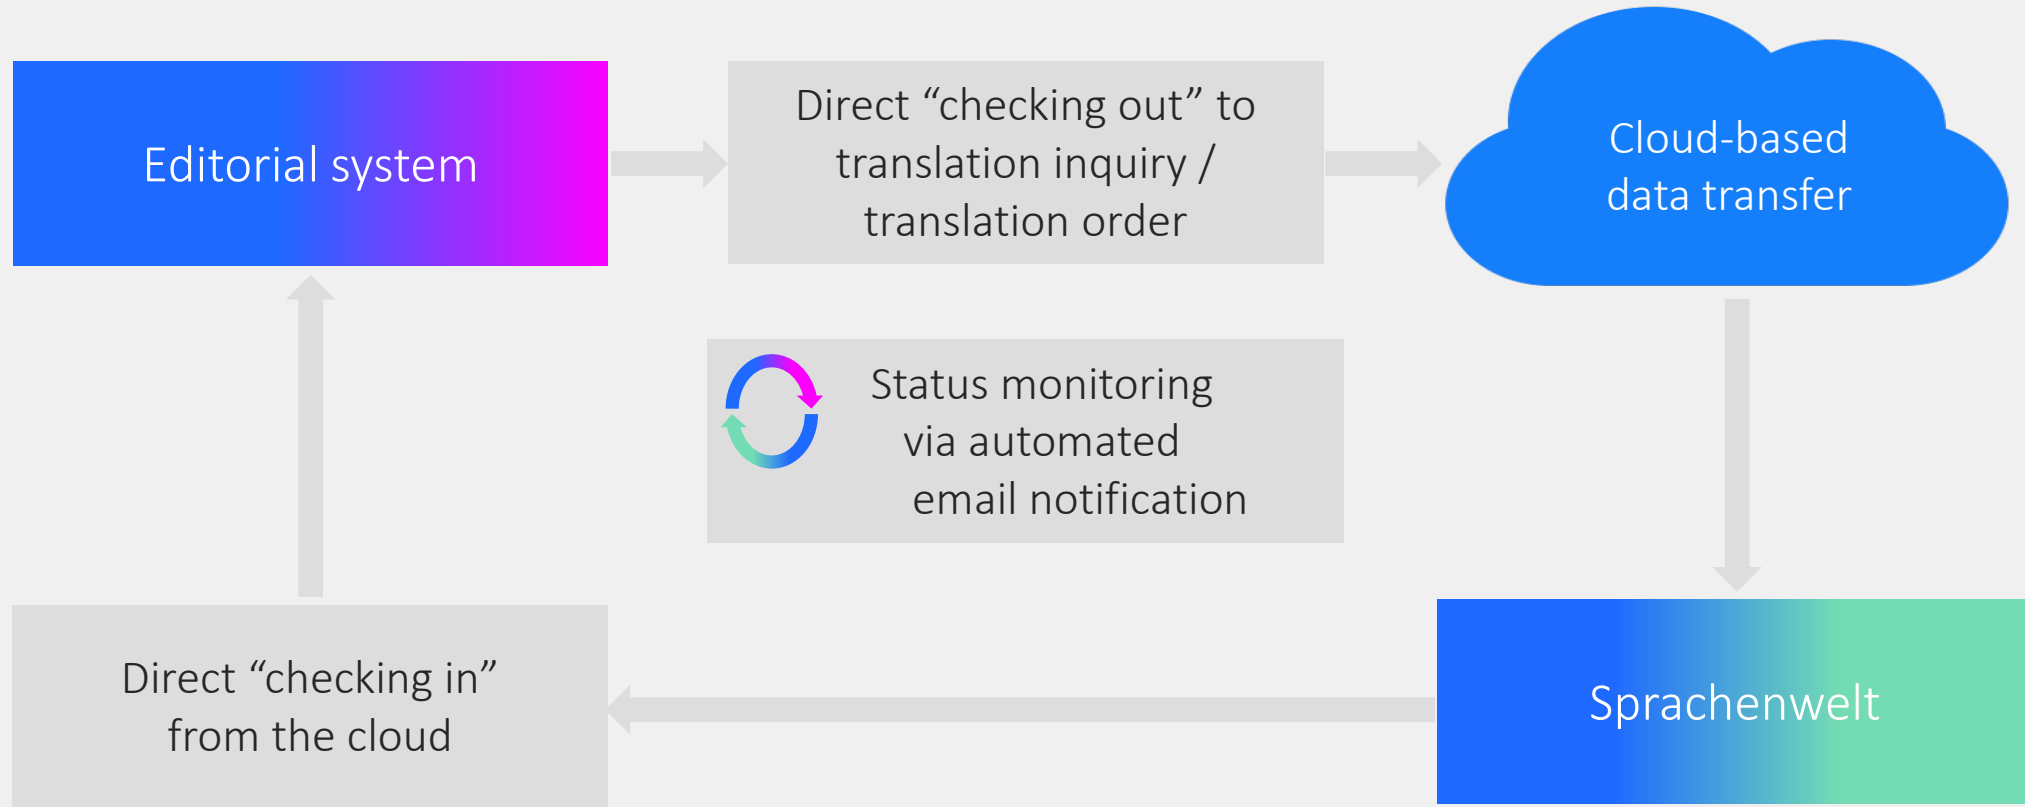 Editorial system
Direct “checking out” to
translation inquiry /
translation order
Cloud-based
data transfer
Status monitoring
via automated
email notification
Direct “checking in”
from the cloud
Sprachenwelt